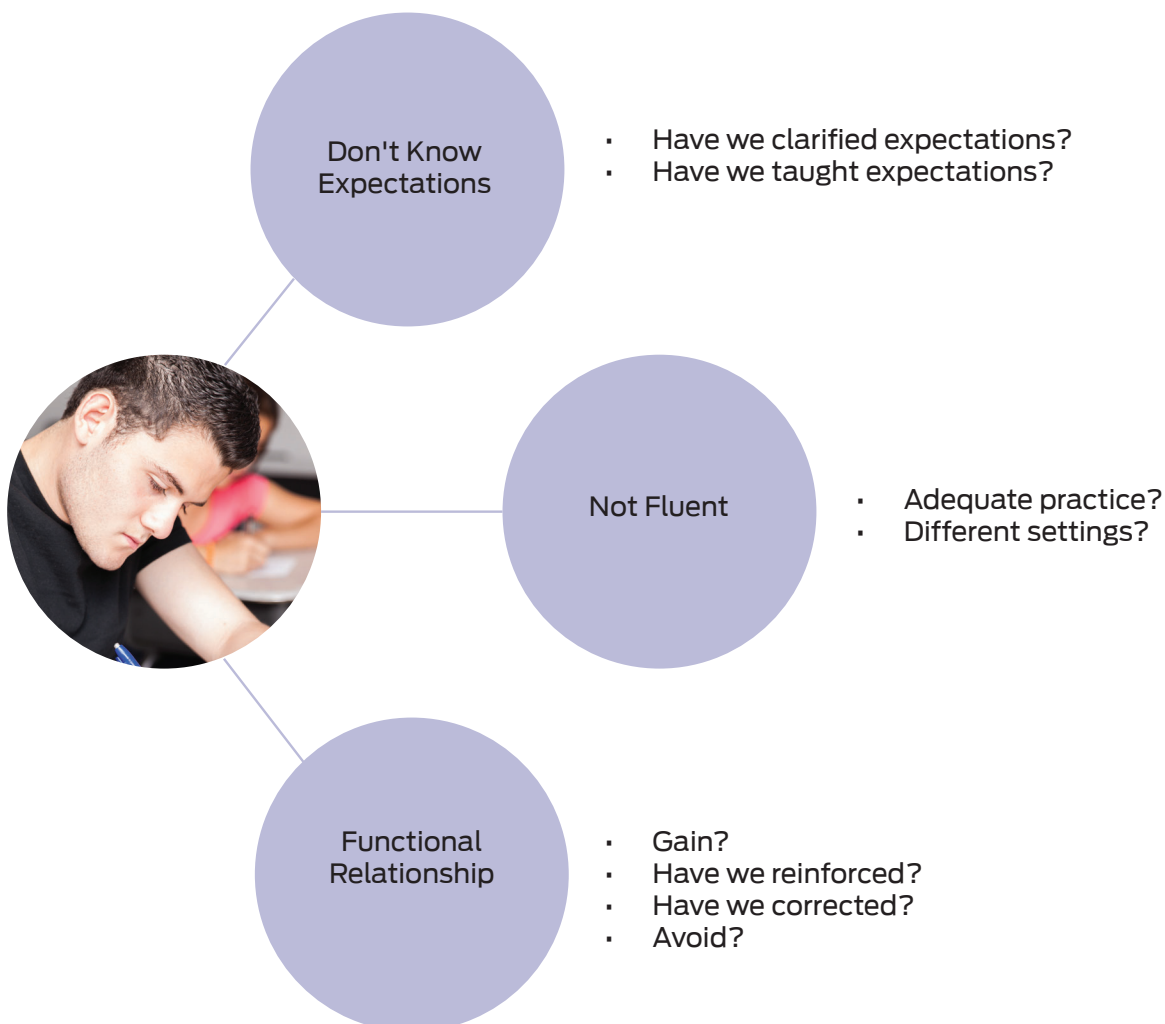 Don't Know
Expectations
· Have we clarified expectations?
· Have we taught expectations?
Not Fluent
· Adequate practice?
· Different settings?
Functional
Relationship
· Gain?
· Have we reinforced?
· Have we corrected?
· Avoid?